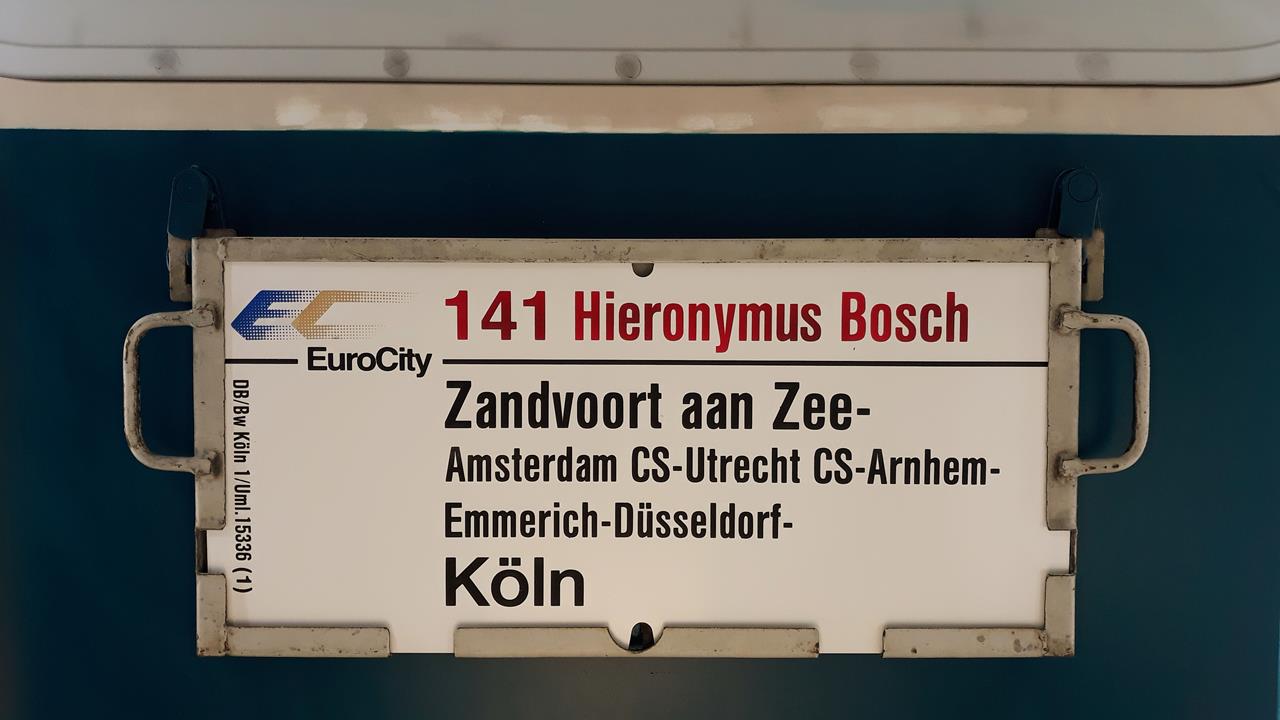 EC
141 Hieronymus Bosch
EuroCity
Zandvoort aan Zee-
Amsterdam CS-Utrecht CS-Arnhem-
Emmerich-Düsseldorf-
Köln
DB/Bw Köln 1/Uml.15336 (1)